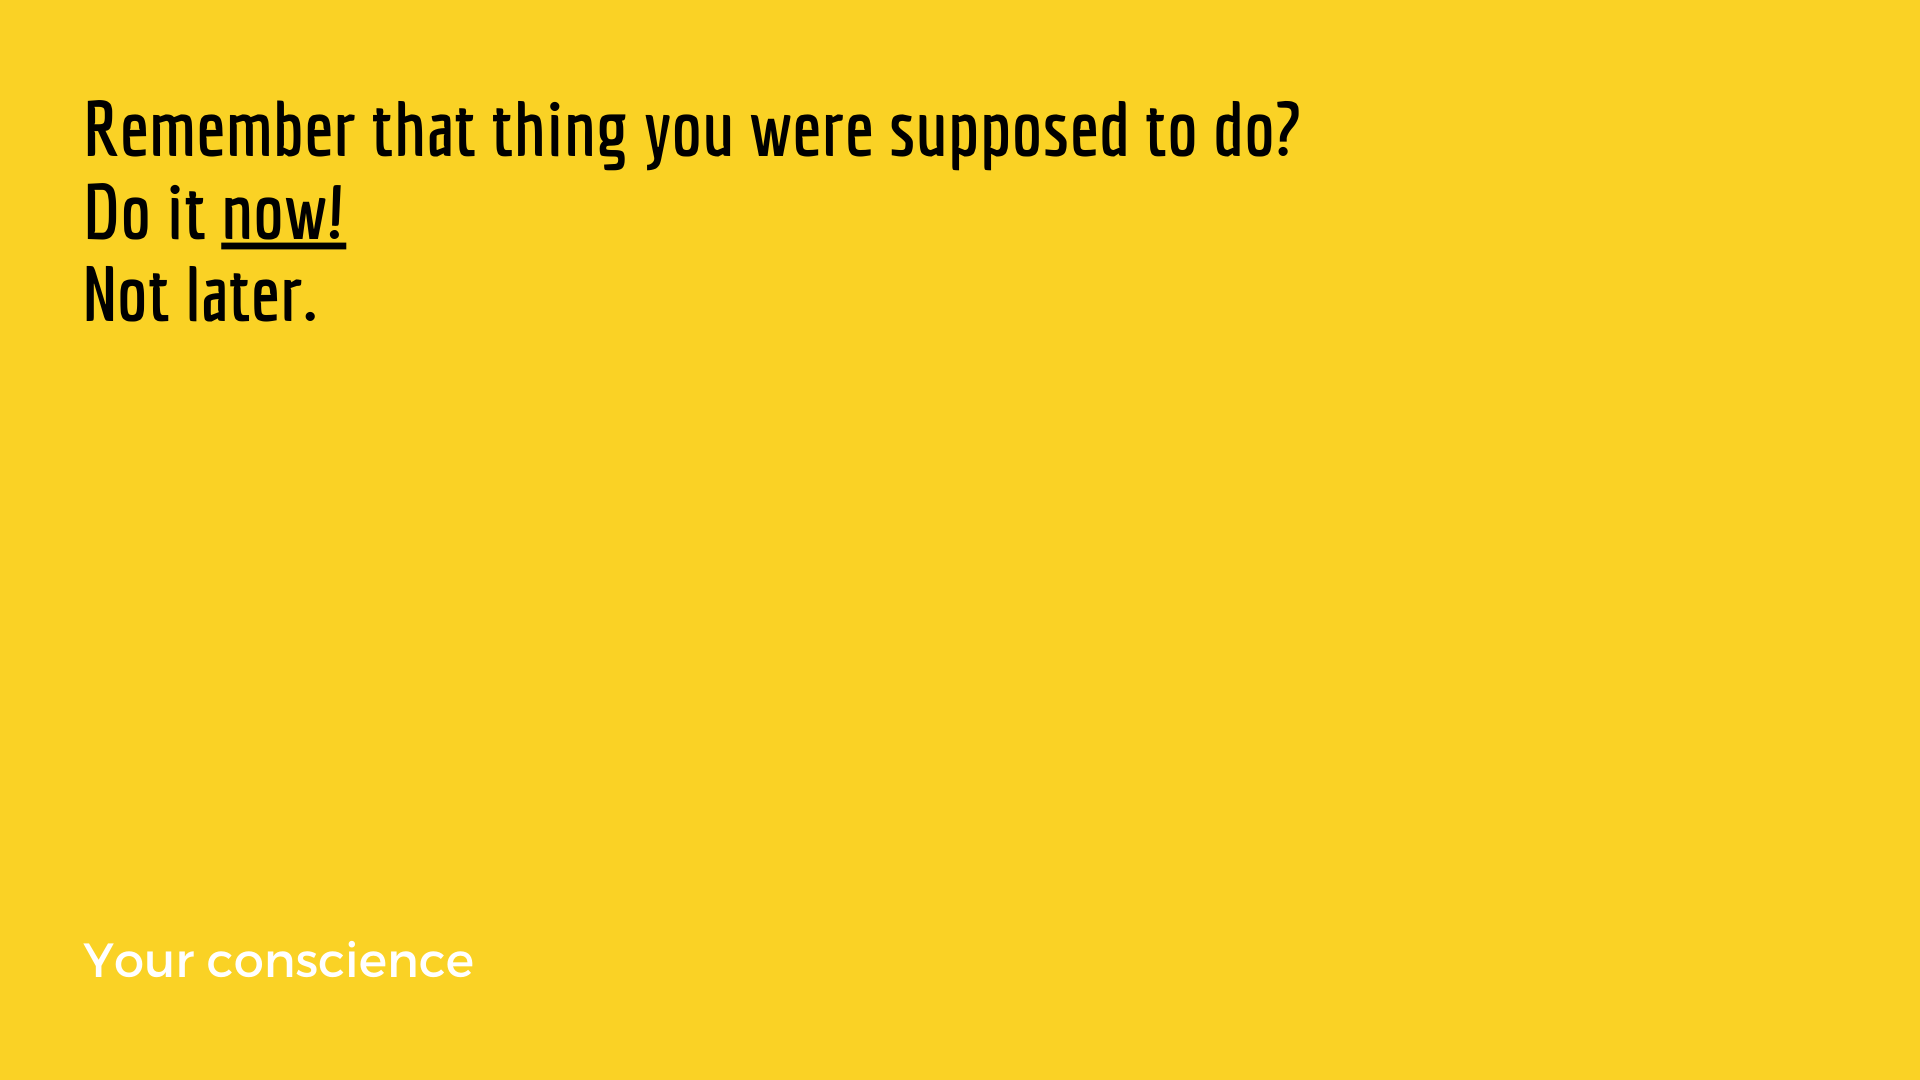 Remember that thing you were supposed to do?
Do it now!
Not later.
Your conscience